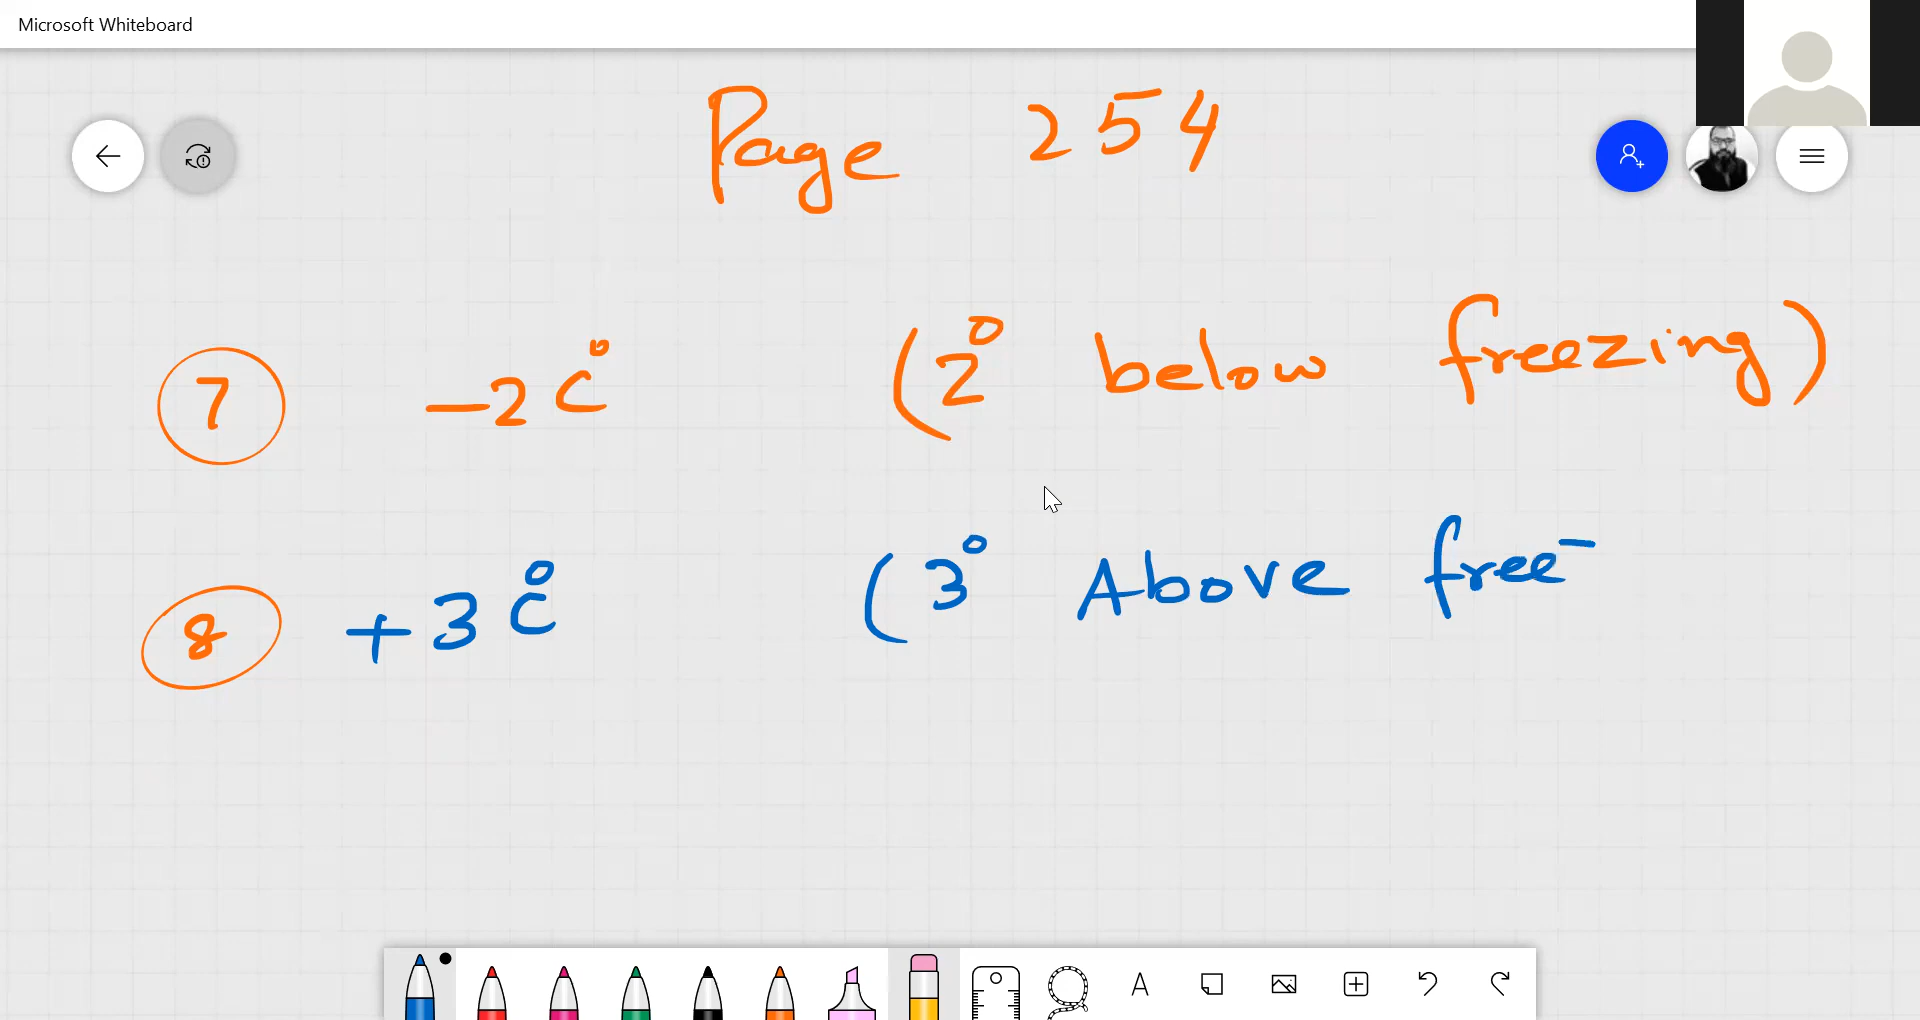 Microsoft Whiteboard
Page 254
7 -2 C° (2° below freezing)
8 +3 C° (3° Above free